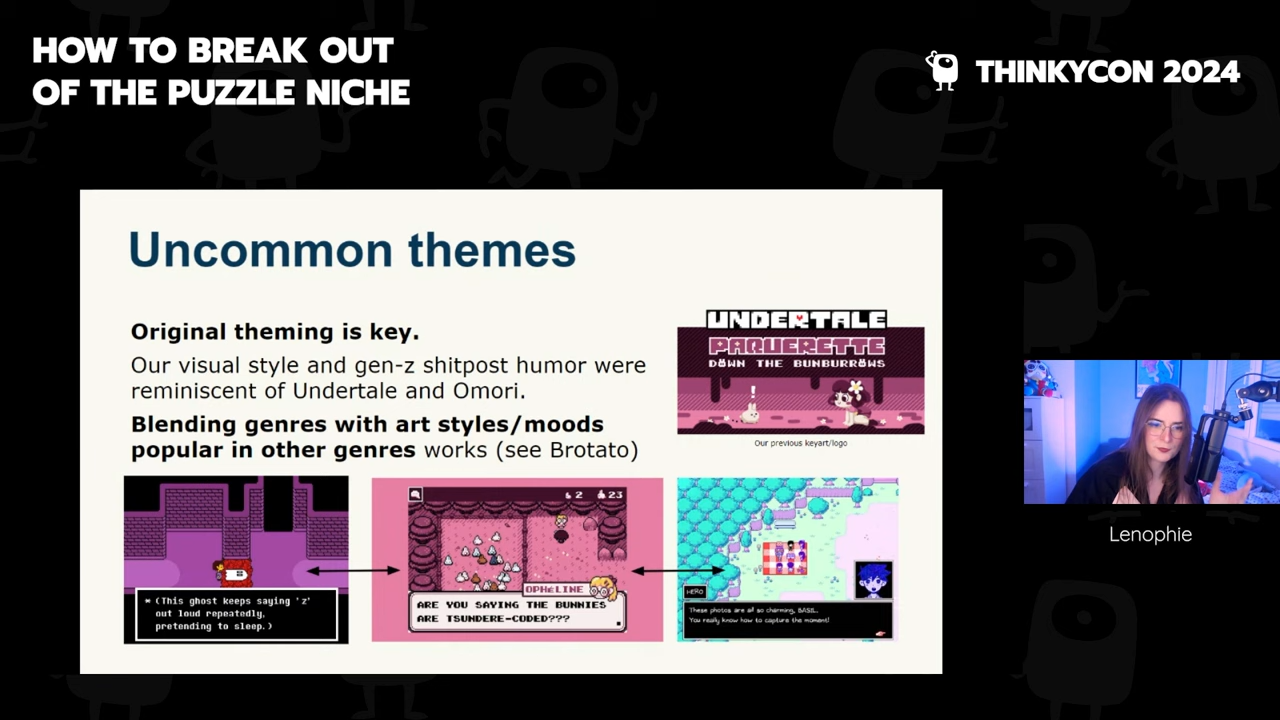 HOW TO BREAK OUT
OF THE PUZZLE NICHE
THINKYCON 2024
Uncommon themes
Original theming is key.
Our visual style and gen-z shitpost humor were
reminiscent of Undertale and Omori.
Blending genres with art styles/moods
popular in other genres works (see Brotato)
UNDERTALE
PAQUERETTE
DOWN THE BUNBURROWS
Our previous keyart/logo
* (This ghost keeps saying 'z'
out loud repeatedly,
pretending to sleep.)
2 23
OPHÉLINE
ARE YOU SAYING THE BUNNIES
ARE TSUNDERE-CODED???
HERO
These photos are all so charming, BASIL...
You really know how to capture the moment!
Lenophie